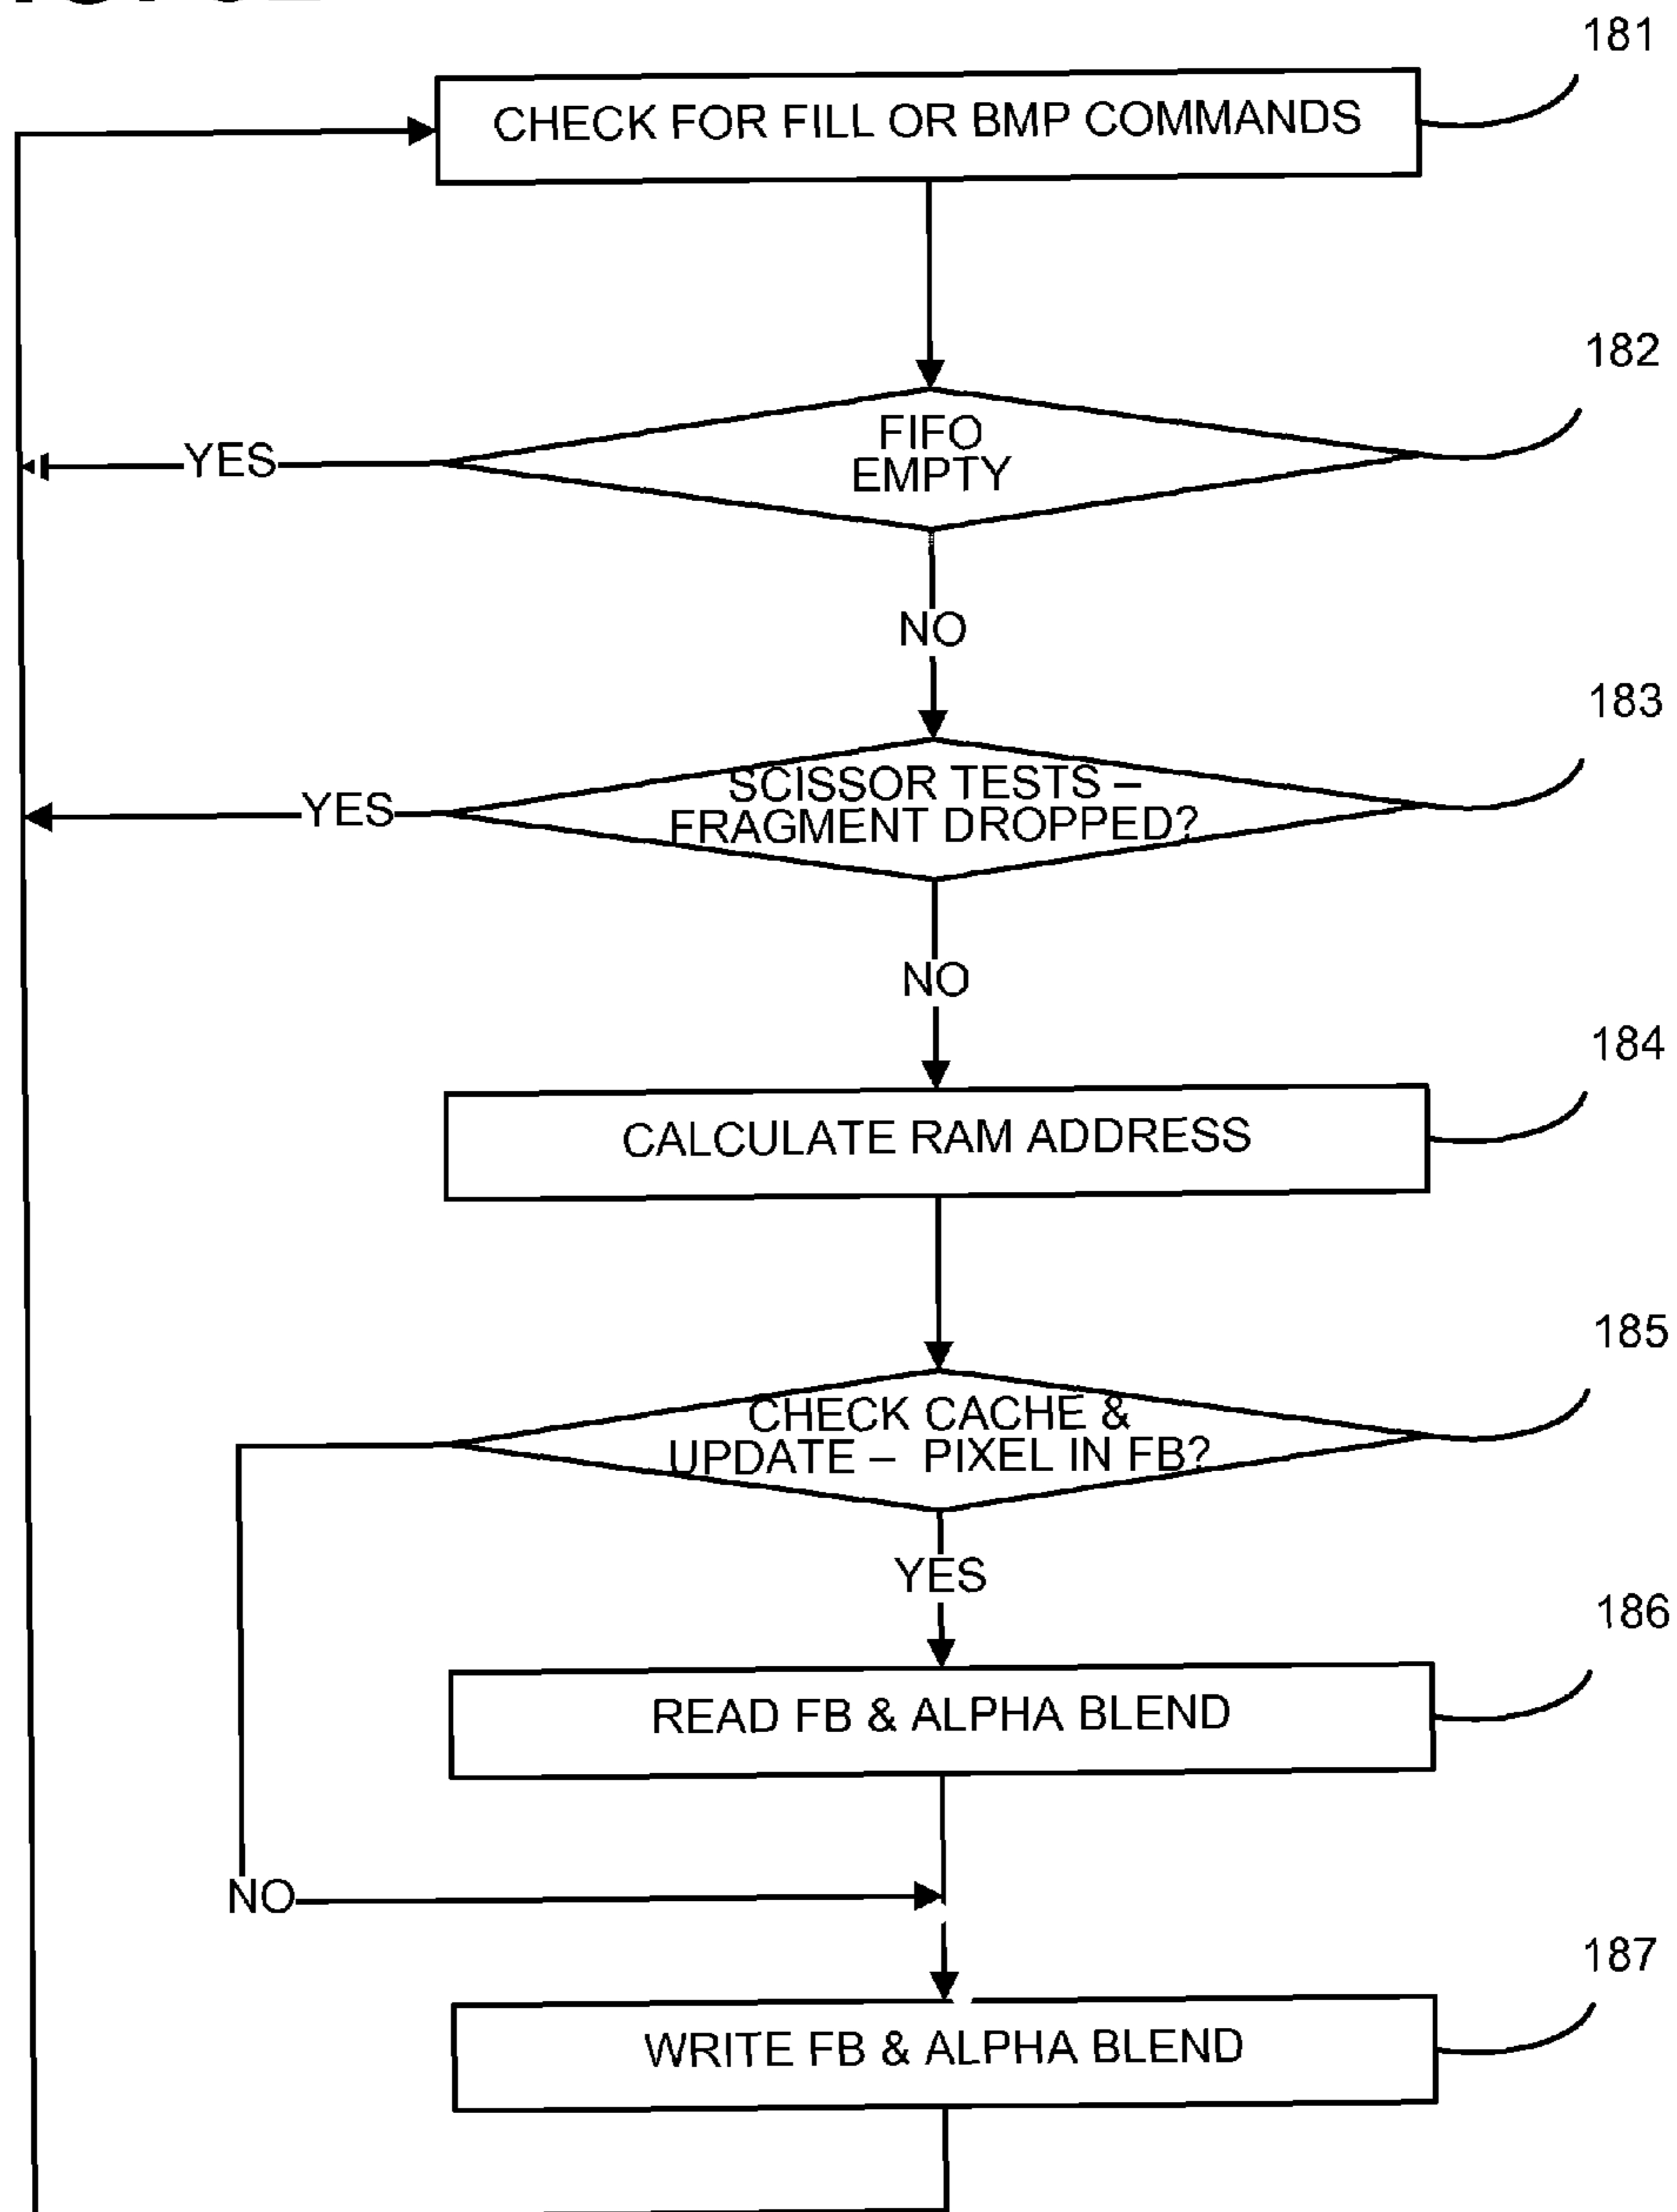 181
CHECK FOR FILL OR BMP COMMANDS
182
FIFO
EMPTY
YES
NO
183
SCISSOR TESTS –
FRAGMENT DROPPED?
YES
NO
184
CALCULATE RAM ADDRESS
185
CHECK CACHE &
UPDATE – PIXEL IN FB?
YES
186
READ FB & ALPHA BLEND
NO
187
WRITE FB & ALPHA BLEND